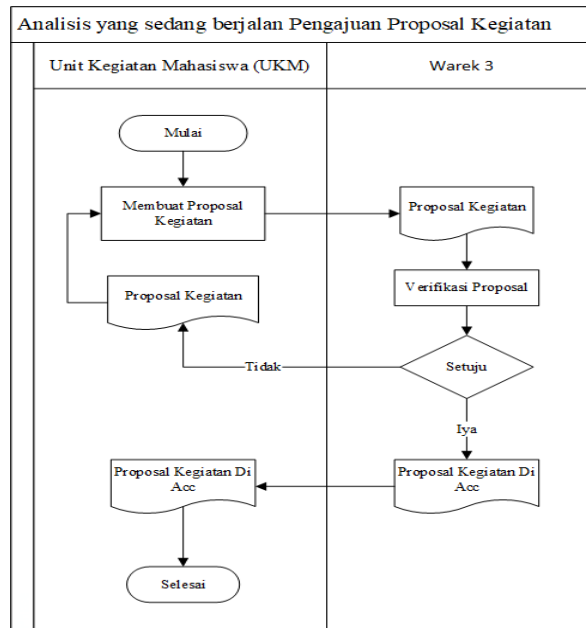 Analisis yang sedang berjalan Pengajuan Proposal Kegiatan
Unit Kegiatan Mahasiswa (UKM)
Warek 3
Mulai
Membuat Proposal
Kegiatan
Proposal Kegiatan
Proposal Kegiatan
Verifikasi Proposal
Tidak
Setuju
Iya
Proposal Kegiatan Di
Acc
Proposal Kegiatan Di
Acc
Selesai